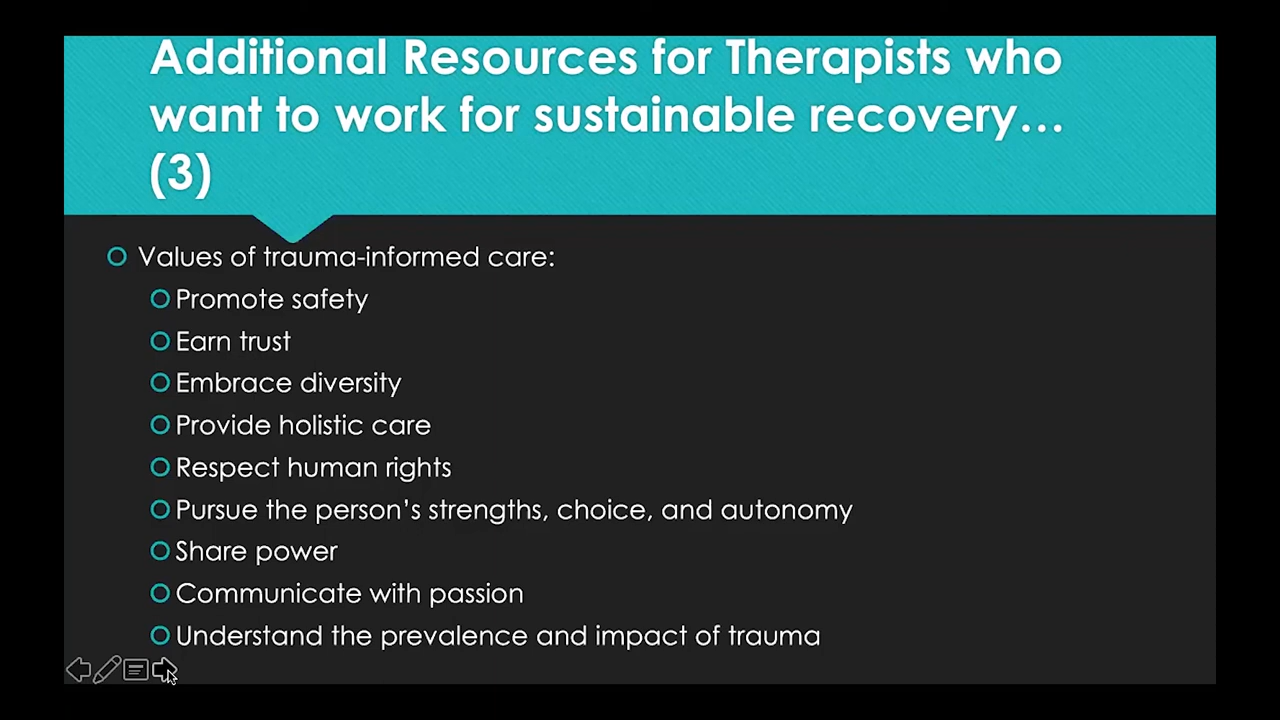 Additional Resources for Therapists who
want to work for sustainable recovery…
(3)
Values of trauma-informed care:
Promote safety
Earn trust
Embrace diversity
Provide holistic care
Respect human rights
Pursue the person’s strengths, choice, and autonomy
Share power
Communicate with passion
Understand the prevalence and impact of trauma